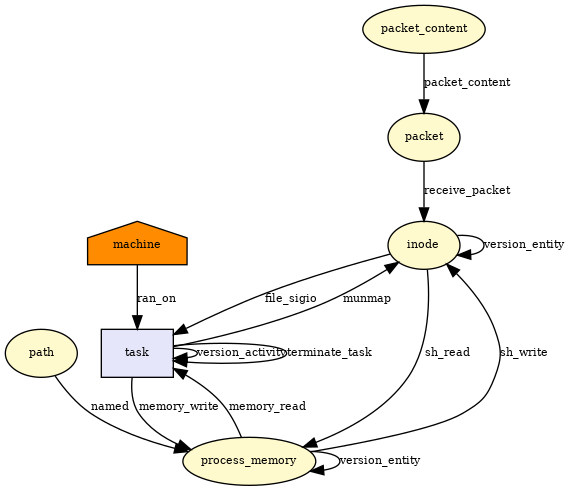 packet_content
packet_content
packet
receive_packet
machine
inode
version_entity
ran_on
file_sigio
munmap
path
task
version_activity
terminate_task
sh_read
sh_write
named
memory_write
memory_read
process_memory
version_entity